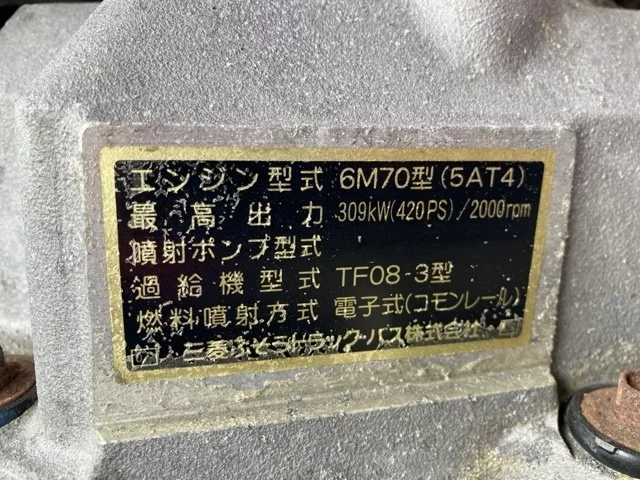 エンジン型式 6M70型(5AT4)
最高出力 309kW(420PS)/2000rpm
噴射ポンプ型式
過給機型式 TF08-3型
燃料噴射方式 電子式(コモンレール)
三菱ふそうトラック・バス株式会社